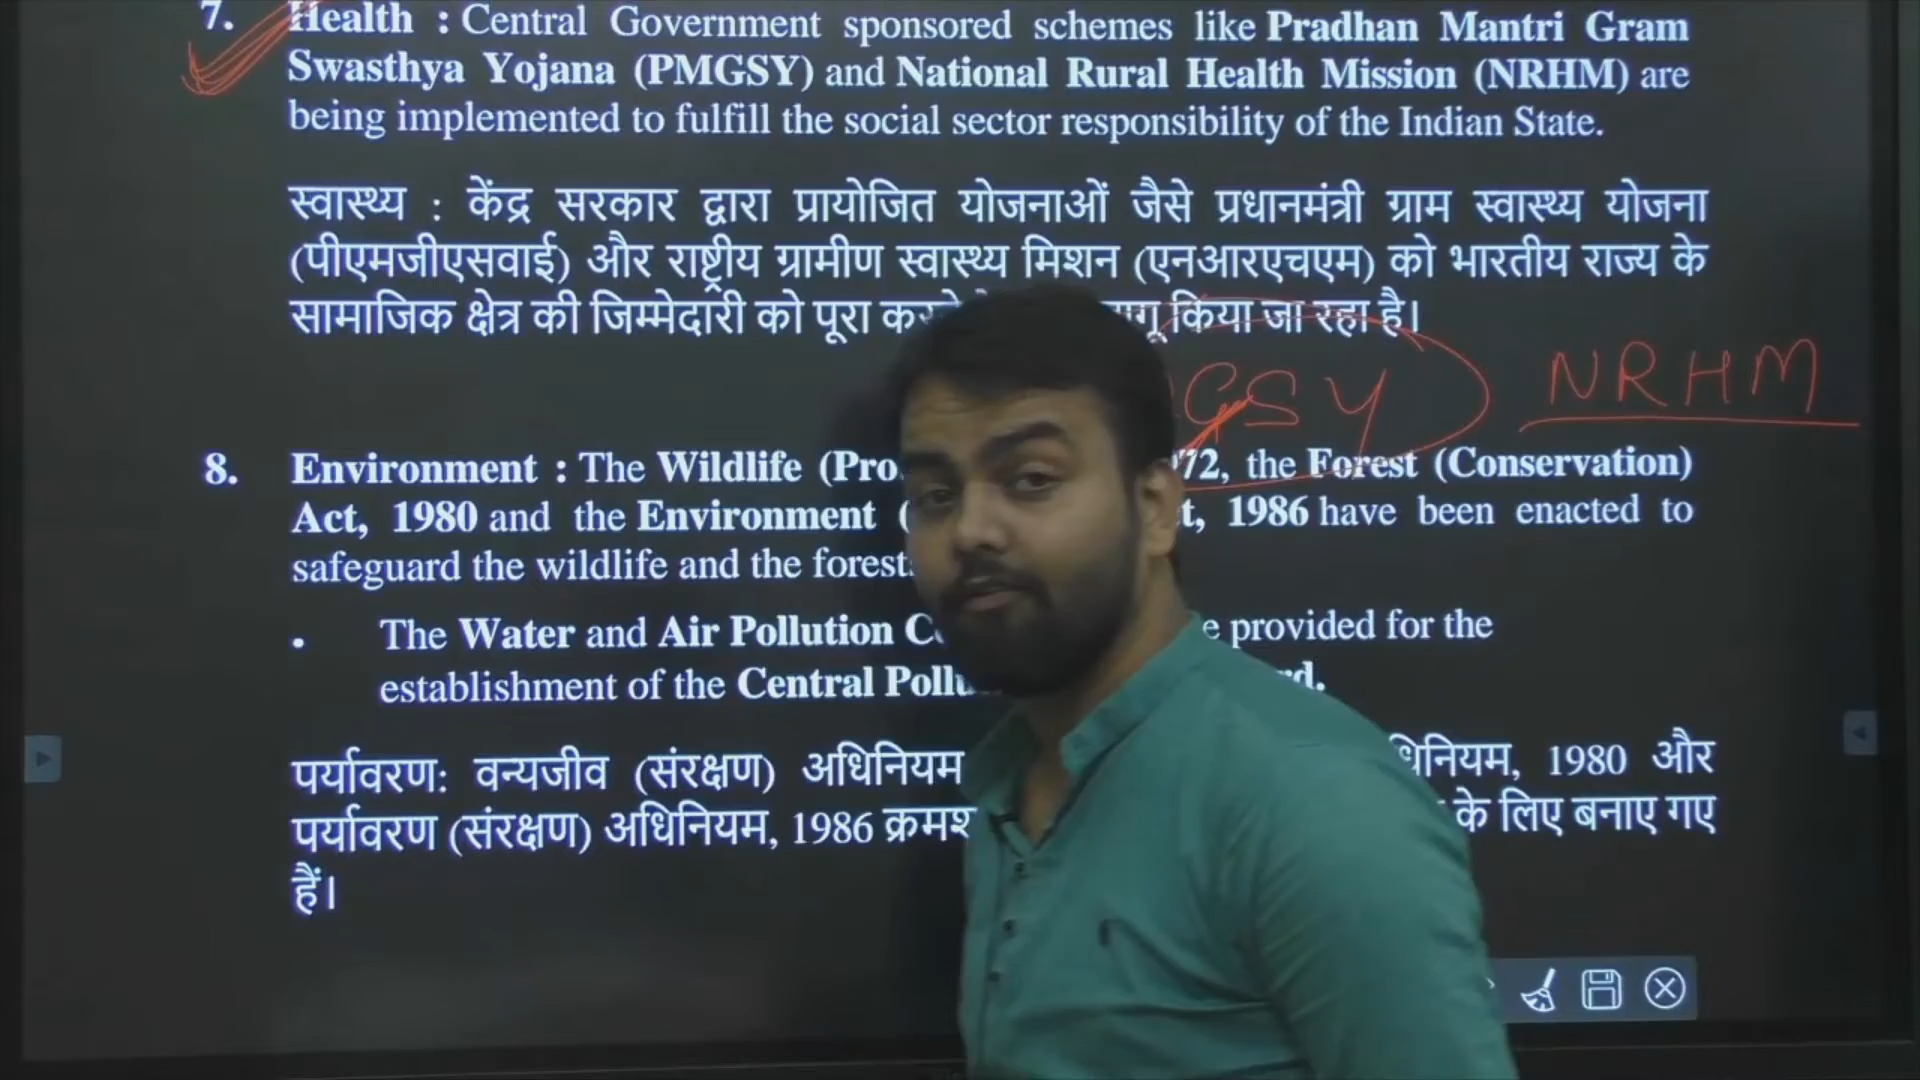 7. Health : Central Government sponsored schemes like Pradhan Mantri Gram
Swasthya Yojana (PMGSY) and National Rural Health Mission (NRHM) are
being implemented to fulfill the social sector responsibility of the Indian State.
स्वास्थ्य : केंद्र सरकार द्वारा प्रायोजित योजनाओं जैसे प्रधानमंत्री ग्राम स्वास्थ्य योजना
(पीएमजीएसवाई) और राष्ट्रीय ग्रामीण स्वास्थ्य मिशन (एनआरएचएम) को भारतीय राज्य के
सामाजिक क्षेत्र की जिम्मेदारी को पूरा किया जा रहा है।
GSY NRHM
8. Environment : The Wildlife the Forest (Conservation)
Act, 1980 and the Environment 1986 have been enacted to
safeguard the wildlife and the
• The Water and Air Pollution provided for the
establishment of the Central
पर्यावरण: वन्यजीव (संरक्षण) अधिनियम 1980 और
पर्यावरण (संरक्षण) अधिनियम, 1986 के लिए बनाए गए
हैं।